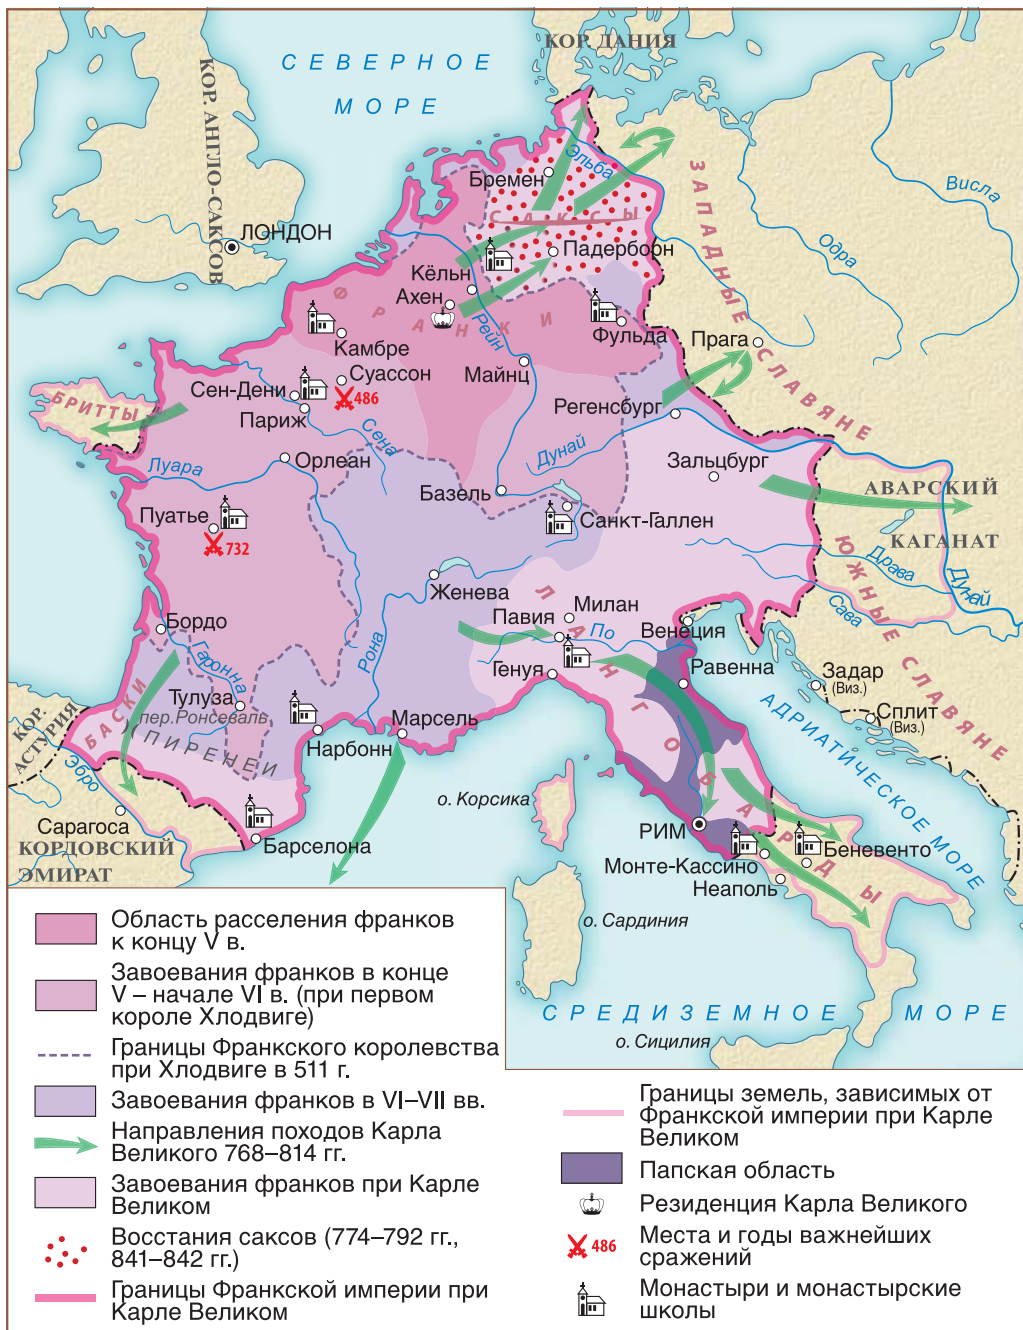 СЕВЕРНОЕ
МОРЕ
КОР. ДАНИЯ
КОР. АНГЛО-САКСОВ
ЛОНДОН
Эльба
Бремен
САКСЫ
Падерборн
ЗАПАДНЫЕ
СЛАВЯНЕ
Висла
Одра
Кёльн
Ахен
ФРАНКИ
Рейн
Камбре
Фульда
Прага
Суассон
486
Майнц
Сен-Дени
Париж
Сена
БРИТТЫ
Регенсбург
Дунай
Луара
Орлеан
Зальцбург
Базель
АВАРСКИЙ
КАГАНАТ
Пуатье
732
Санкт-Галлен
ЮЖНЫЕ
СЛАВЯНЕ
Драва
Дунай
Сава
Женева
ЛАНГОБАРДЫ
Милан
Павия
По
Венеция
Бордо
Гаронна
Рона
Генуя
Равенна
Задар
(Виз.)
Сплит
(Виз.)
Тулуза
пер. Ронсеваль
БАСКИ
ПИРЕНЕИ
КОР.
АСТУРИЯ
Нарбонн
Марсель
АДРИАТИЧЕСКОЕ МОРЕ
Эбро
о. Корсика
Сарагоса
КОРДОВСКИЙ
ЭМИРАТ
Барселона
РИМ
Монте-Кассино
Неаполь
Беневенто
о. Сардиния
СРЕДИЗЕМНОЕ МОРЕ
о. Сицилия
Область расселения франков
к концу V в.
Завоевания франков в конце
V – начале VI в. (при первом
короле Хлодвиге)
Границы Франкского королевства
при Хлодвиге в 511 г.
Завоевания франков в VI–VII вв.
Направления походов Карла
Великого 768–814 гг.
Завоевания франков при Карле
Великом
Восстания саксов (774–792 гг.,
841–842 гг.)
Границы Франкской империи при
Карле Великом
Границы земель, зависимых от
Франкской империи при Карле
Великом
Папская область
Резиденция Карла Великого
486
Места и годы важнейших
сражений
Монастыри и монастырские
школы